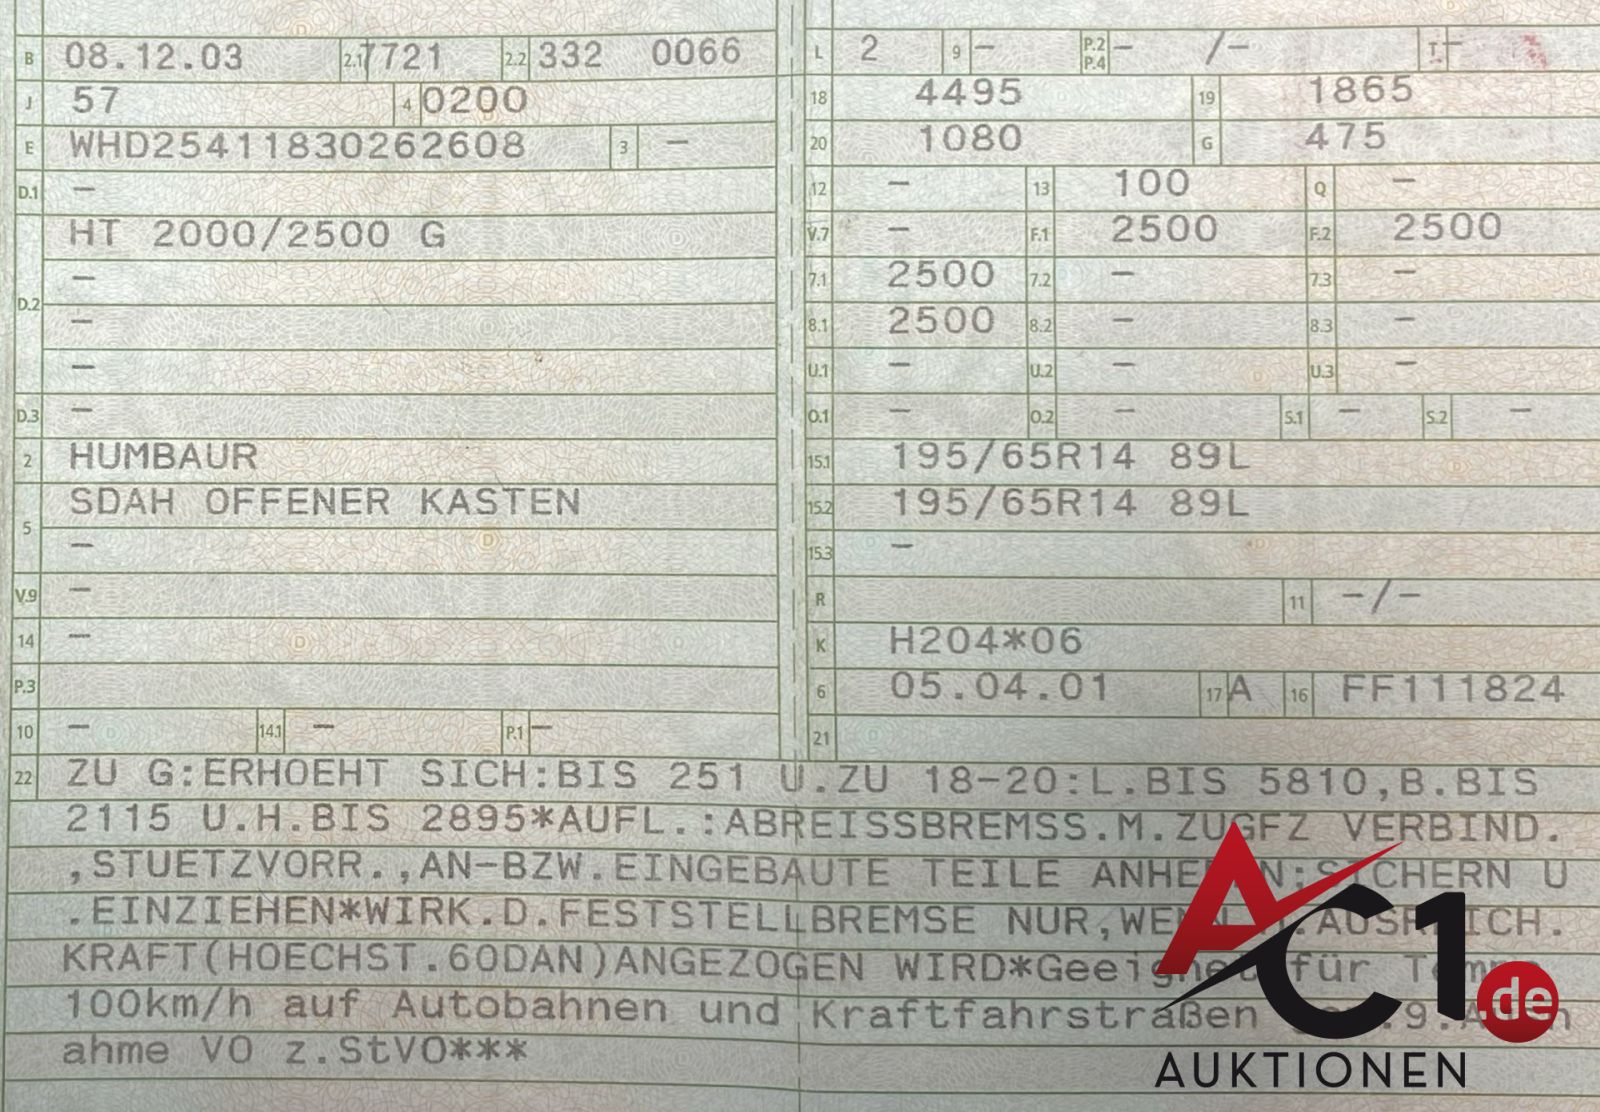 B 08.12.03 2.1 7721 2.2 332 0066
J 57 4 0200
E WHD25411830262608 3 -
D.1 -
D.2 HT 2000/2500 G
-
-
-
D.3 -
2 HUMBAUR
5 SDAH OFFENER KASTEN
-
V.9 -
14 -
P.3
10 - 14.1 - P.1 -
L 2 9 - P.2 P.4 - /- T -
18 4495 19 1865
20 1080 G 475
12 - 13 100 Q -
V.7 - F.1 2500 F.2 2500
7.1 2500 7.2 - 7.3 -
8.1 2500 8.2 - 8.3 -
U.1 - U.2 - U.3 -
O.1 - O.2 - S.1 - S.2 -
15.1 195/65R14 89L
15.2 195/65R14 89L
15.3 -
R 11 -/-
K H204*06
6 05.04.01 17 A 16 FF111824
21
22 ZU G:ERHOEHT SICH:BIS 251 U.ZU 18-20:L.BIS 5810,B.BIS
2115 U.H.BIS 2895*AUFL.:ABREISSBREMSS.M.ZUGFZ VERBIND.
,STUETZVORR.,AN-BZW.EINGEBAUTE TEILE SICHERN U
.EINZIEHEN*WIRK.D.FESTSTELLBREMSE NUR,
KRAFT(HOECHST.60DAN)ANGEZOGEN WIRD*Geeignet für
100km/h auf Autobahnen und Kraftfahrstraßen
ahme VO z.StVO***
AC1.de
AUKTIONEN